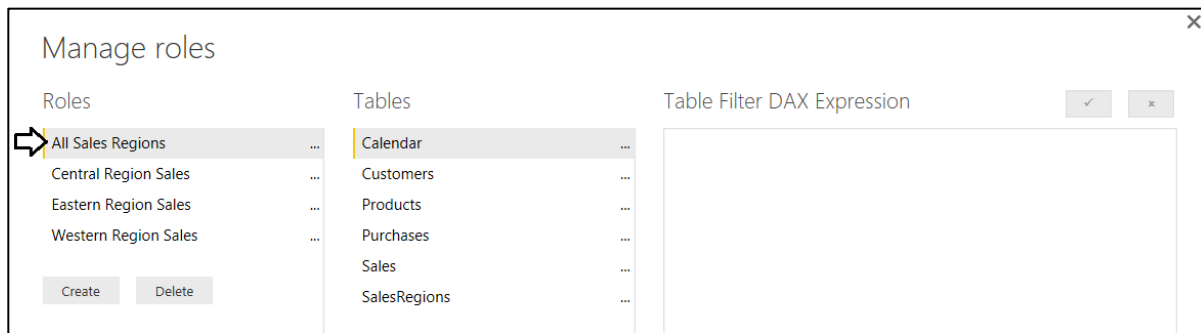 Manage roles
Roles
All Sales Regions ...
Central Region Sales ...
Eastern Region Sales ...
Western Region Sales ...
Create Delete
Tables
Calendar ...
Customers ...
Products ...
Purchases ...
Sales ...
SalesRegions ...
Table Filter DAX Expression